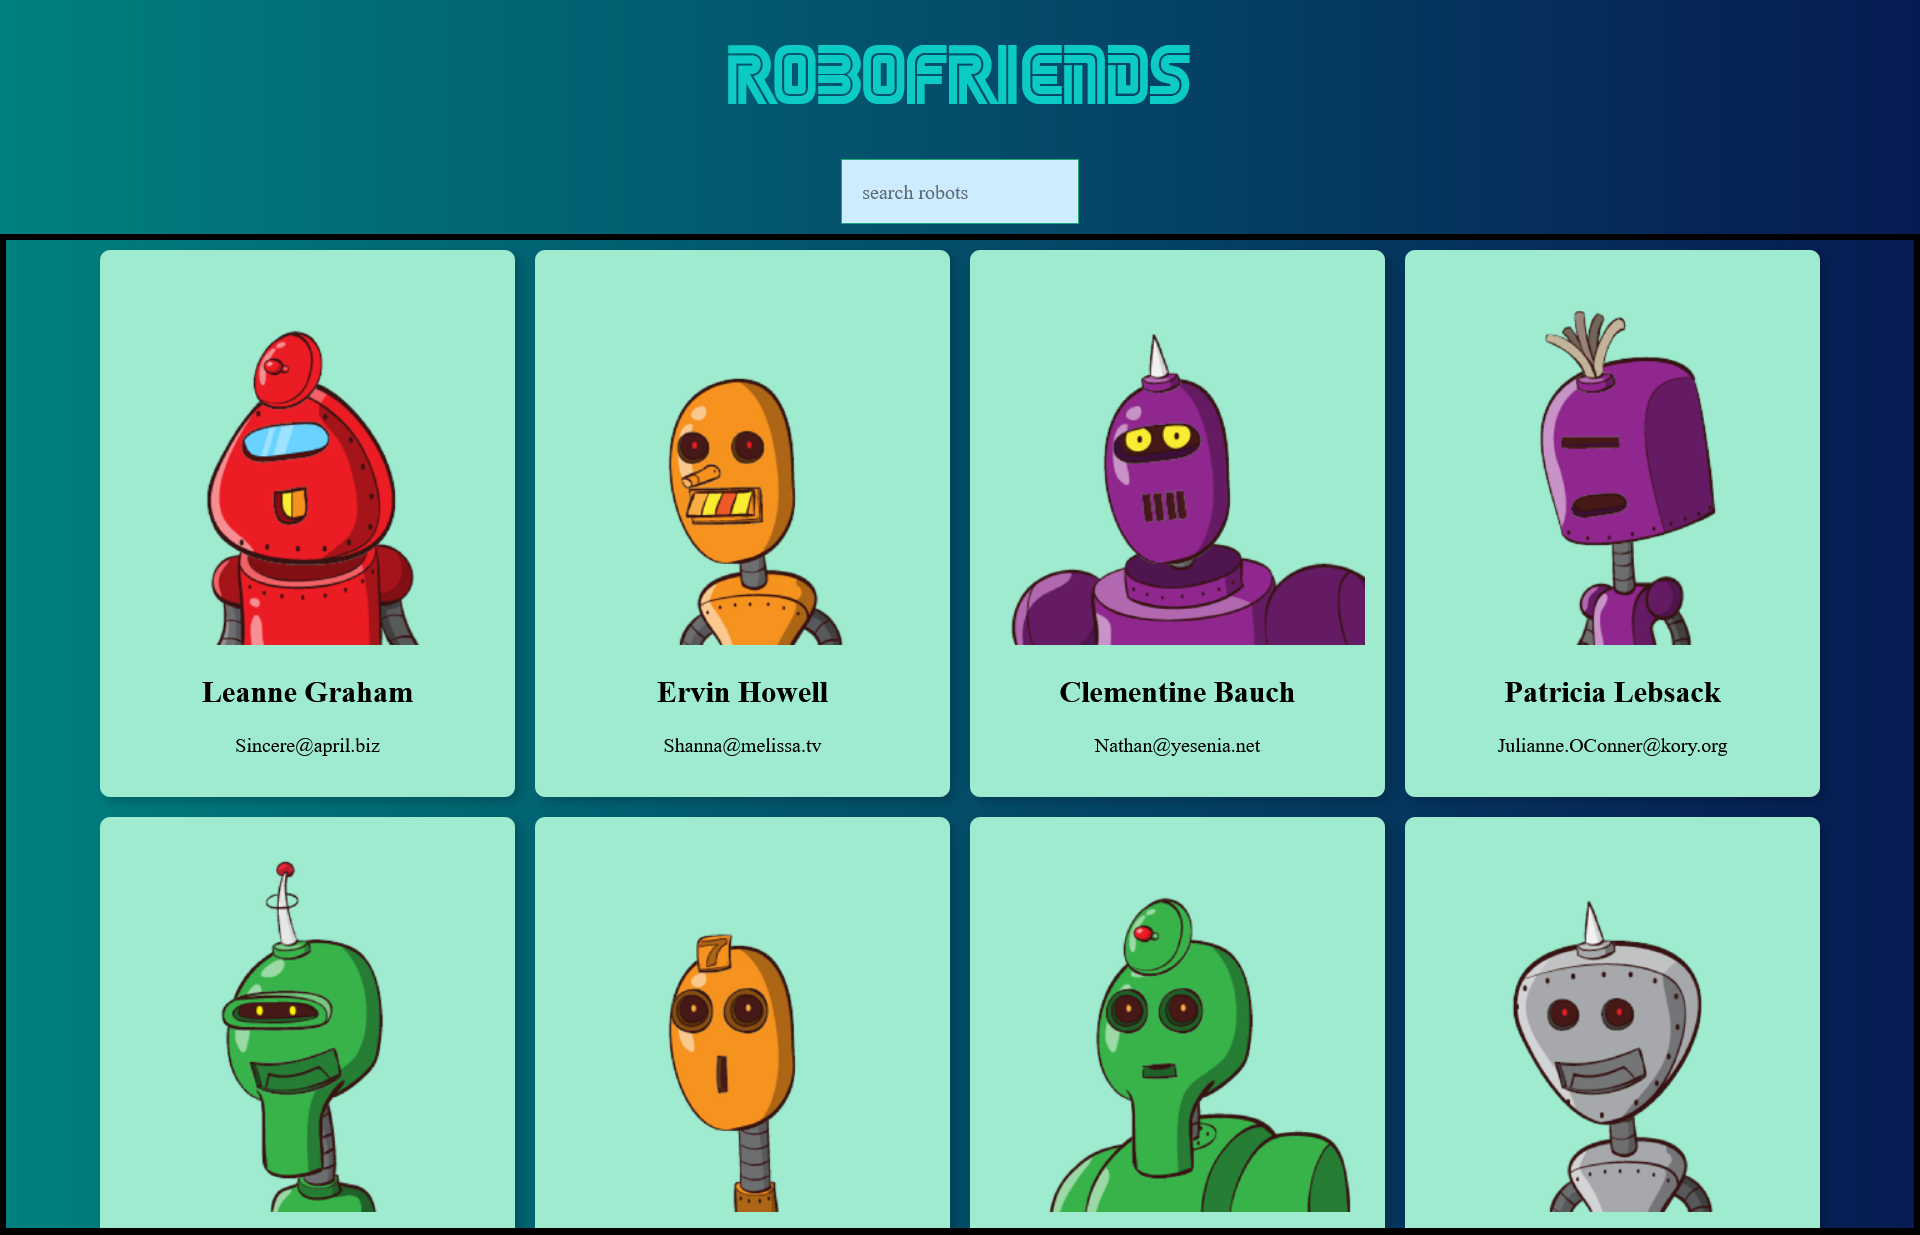 ROBOFRIENDS
search robots
Leanne Graham
Sincere@april.biz
Ervin Howell
Shanna@melissa.tv
Clementine Bauch
Nathan@yesenia.net
Patricia Lebsack
Julianne.OConner@kory.org
7